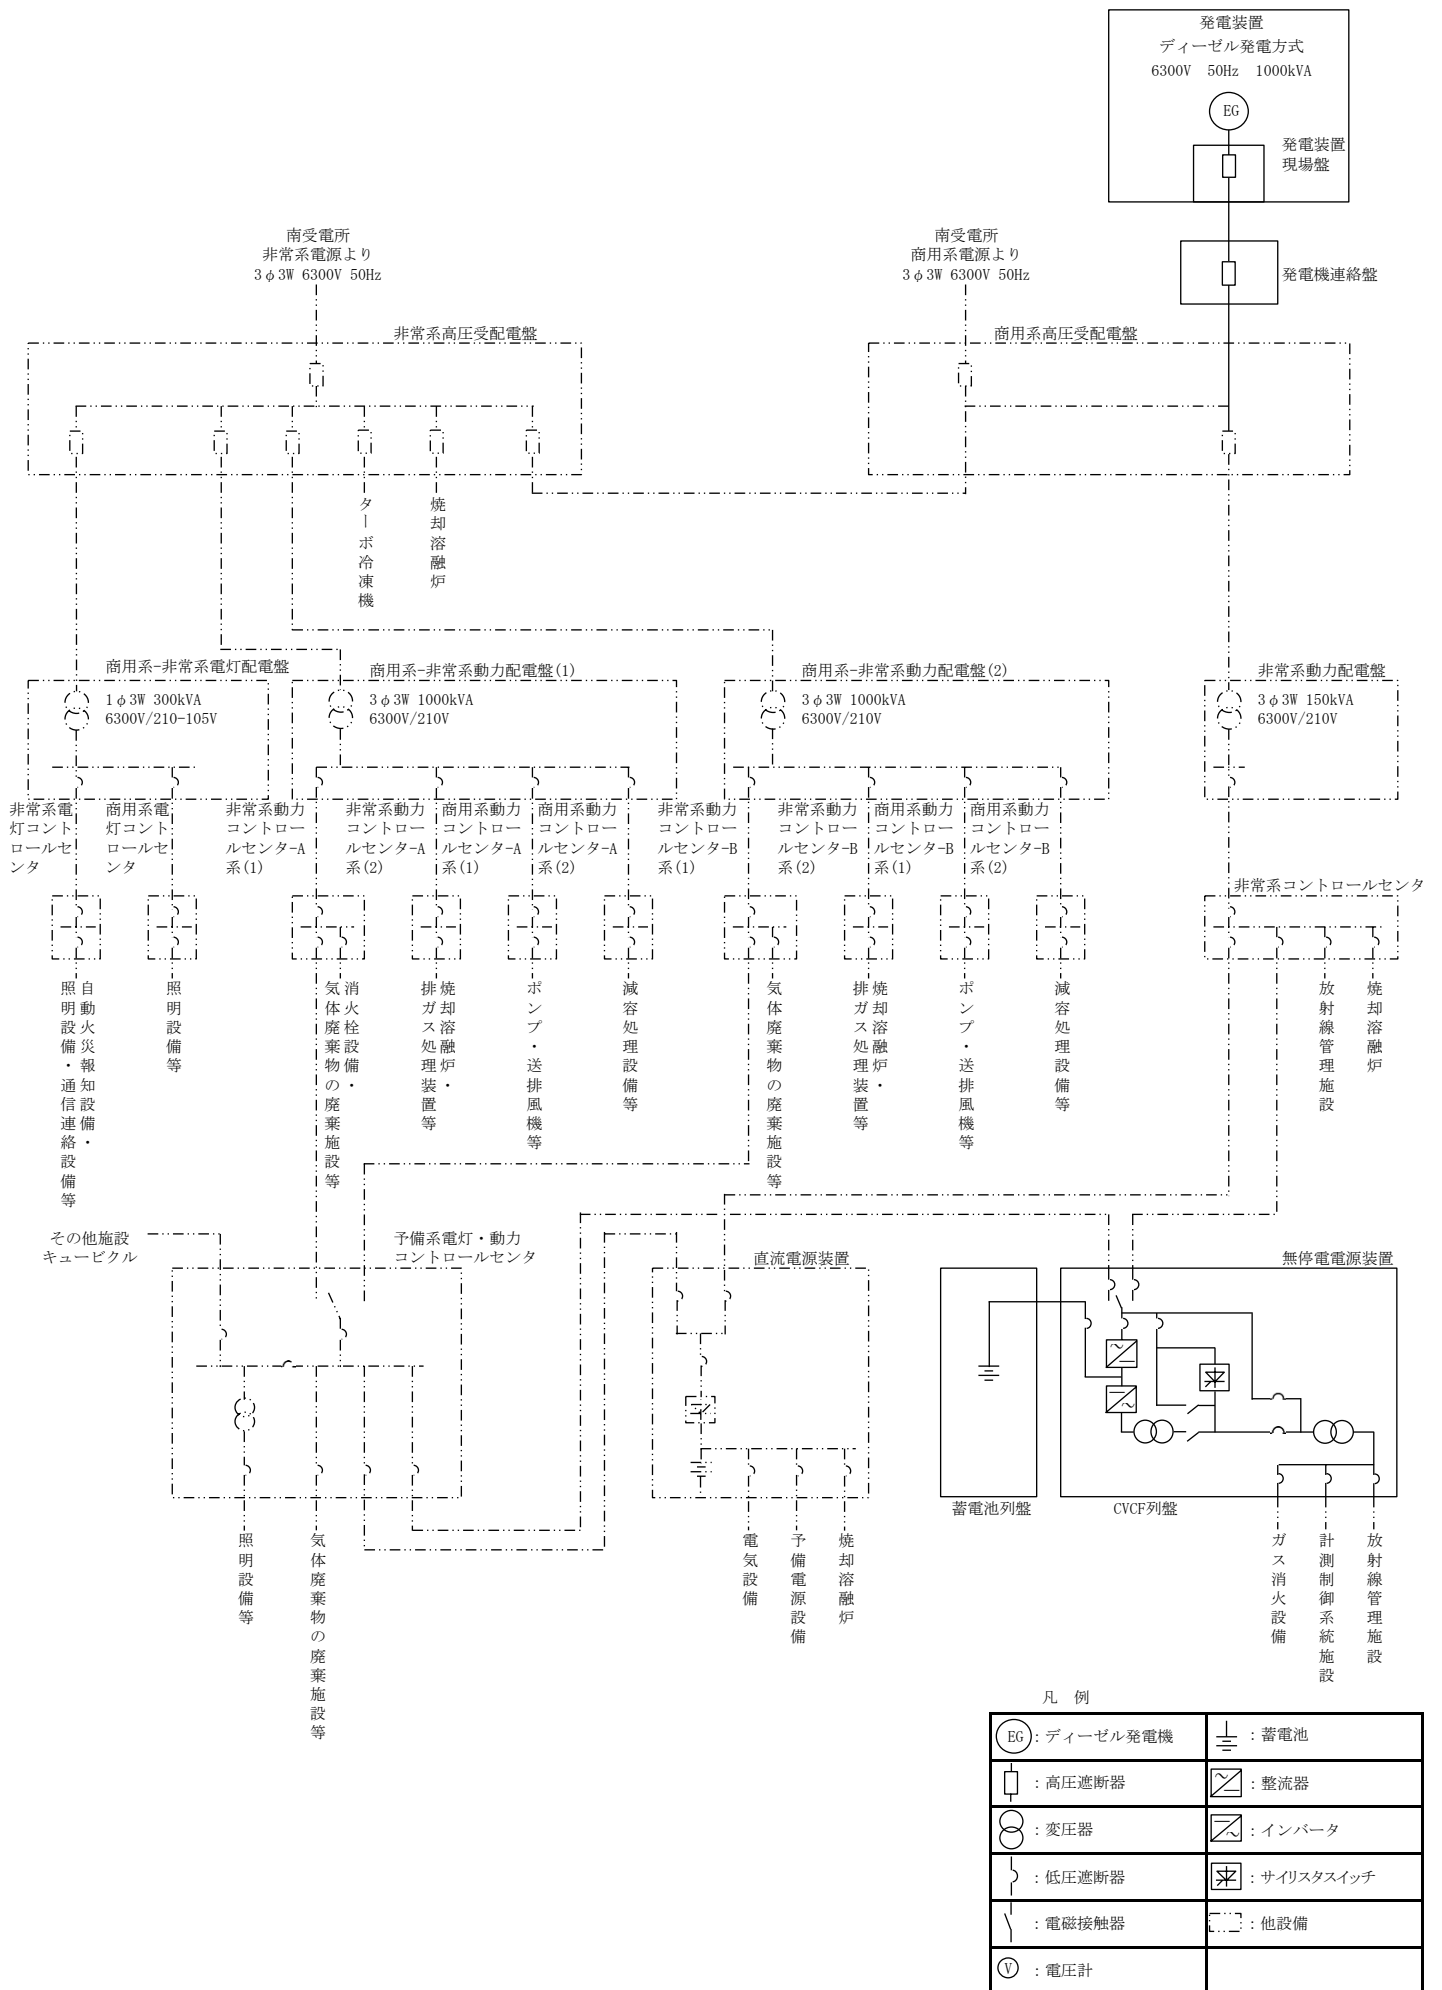 発電装置
ディーゼル発電方式
6300V 50Hz 1000kVA
EG
発電装置
現場盤
発電機連絡盤
南受電所
非常系電源より
3φ3W 6300V 50Hz
南受電所
商用系電源より
3φ3W 6300V 50Hz
非常系高圧受配電盤
商用系高圧受配電盤
ターボ冷凍機
焼却溶融炉
商用系-非常系電灯配電盤
1φ3W 300kVA
6300V/210-105V
商用系-非常系動力配電盤(1)
3φ3W 1000kVA
6300V/210V
商用系-非常系動力配電盤(2)
3φ3W 1000kVA
6300V/210V
非常系動力配電盤
3φ3W 150kVA
6300V/210V
非常系電
灯コント
ロールセ
ンタ
商用系電
灯コント
ロールセ
ンタ
非常系動力
コントロー
ルセンタ-A
系(1)
非常系動力
コントロー
ルセンタ-A
系(2)
商用系動力
コントロー
ルセンタ-A
系(1)
商用系動力
コントロー
ルセンタ-A
系(2)
非常系動力
コントロー
ルセンタ-B
系(1)
非常系動力
コントロー
ルセンタ-B
系(2)
商用系動力
コントロー
ルセンタ-B
系(1)
商用系動力
コントロー
ルセンタ-B
系(2)
非常系コントロールセンタ
自動火災報知設備・
照明設備・通信連絡設備等
照明設備等
消火栓設備・
気体廃棄物の廃棄施設等
焼却溶融炉・
排ガス処理装置等
ポンプ・送排風機等
減容処理設備等
気体廃棄物の廃棄施設等
焼却溶融炉・
排ガス処理装置等
ポンプ・送排風機等
減容処理設備等
放射線管理施設
焼却溶融炉
その他施設
キュービクル
予備系電灯・動力
コントロールセンタ
直流電源装置
無停電電源装置
蓄電池列盤
CVCF列盤
照明設備等
気体廃棄物の廃棄施設等
電気設備
予備電源設備
焼却溶融炉
ガス消火設備
計測制御系統施設
放射線管理施設
凡 例
EG:ディーゼル発電機
:蓄電池
:高圧遮断器
:整流器
:変圧器
:インバータ
:低圧遮断器
:サイリスタスイッチ
:電磁接触器
:他設備
V:電圧計